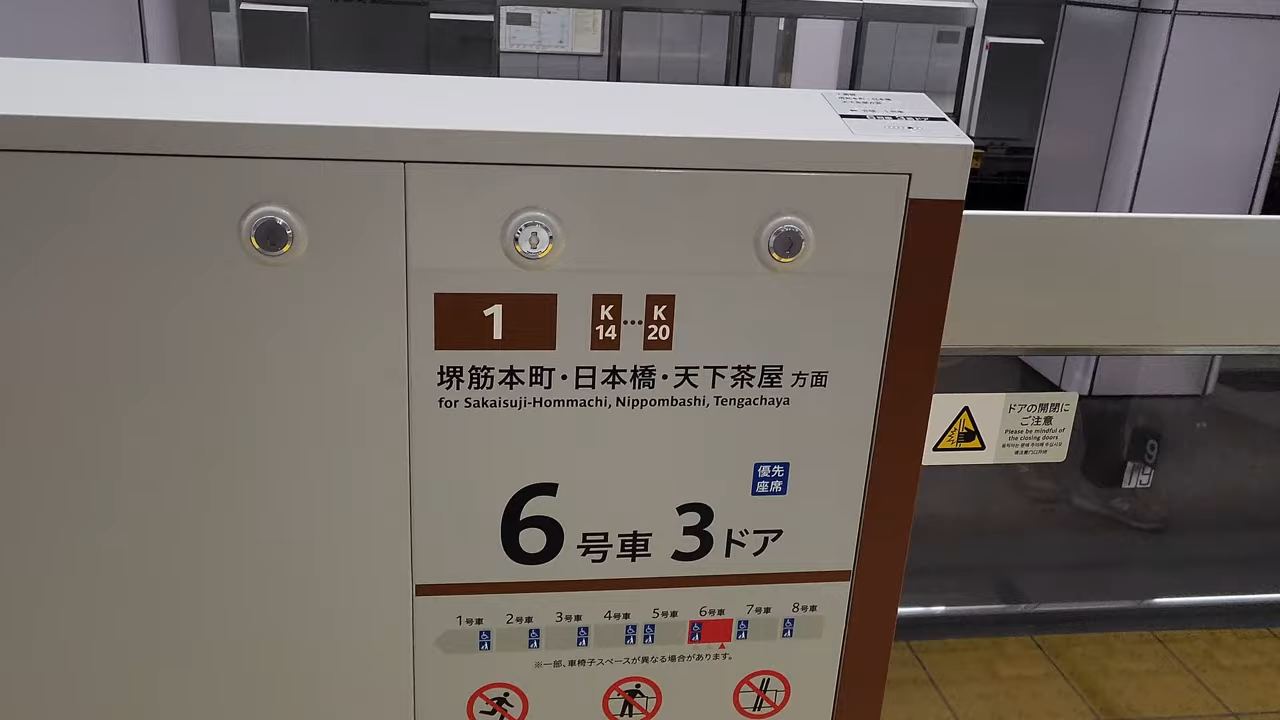 1
K 14 … K 20
堺筋本町・日本橋・天下茶屋 方面
for Sakaisuji-Hommachi, Nippombashi, Tengachaya
優先
座席
6号車 3ドア
1号車 2号車 3号車 4号車 5号車 6号車 7号車 8号車
※一部、車椅子スペースが異なる場合があります。
ドアの開閉に
ご注意
Please be mindful of
the closing doors
9